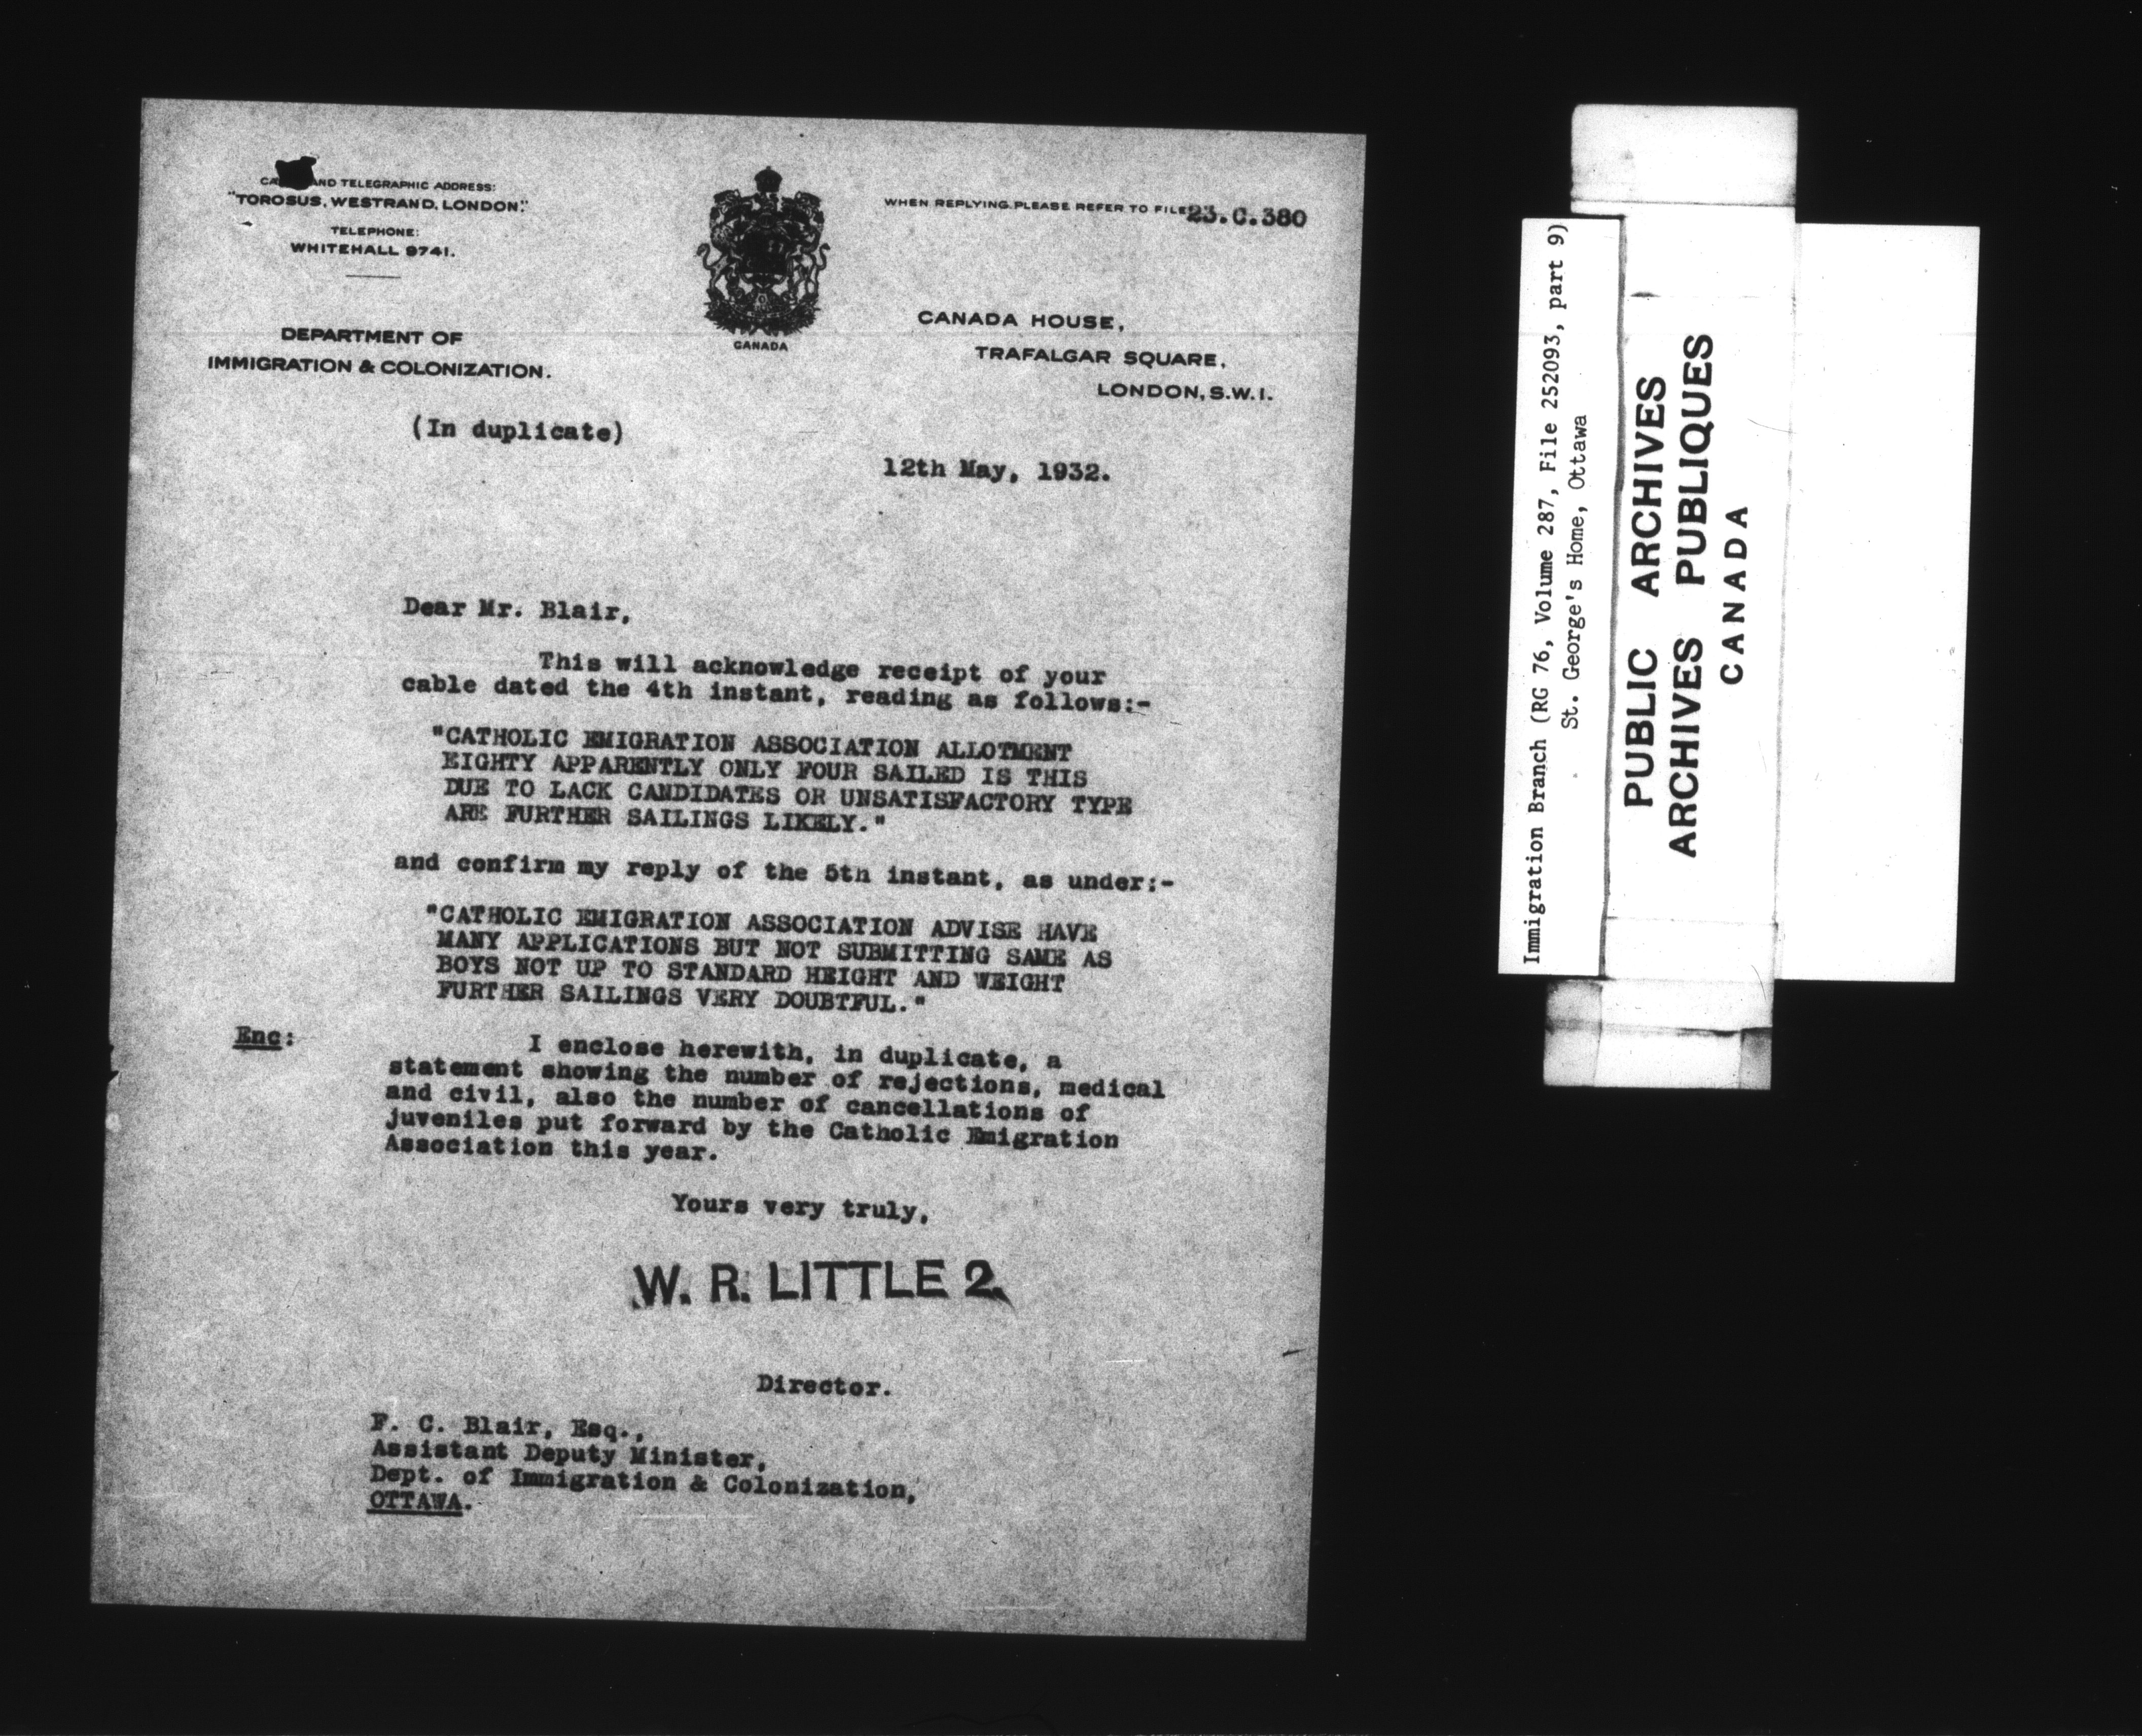 AND TELEGRAPHIC ADDRESS:
"TOROSUS, WESTRAND, LONDON."
TELEPHONE:
WHITEHALL 9741.
DEPARTMENT OF
IMMIGRATION & COLONIZATION.
CANADA
WHEN REPLYING PLEASE REFER TO FILE 23.C.380
CANADA HOUSE,
TRAFALGAR SQUARE,
LONDON, S.W.1.
(In duplicate)
12th May, 1932.
Dear Mr. Blair,
This will acknowledge receipt of your
cable dated the 4th instant, reading as follows:-
"CATHOLIC EMIGRATION ASSOCIATION ALLOTMENT
EIGHTY APPARENTLY ONLY FOUR SAILED IS THIS
DUE TO LACK CANDIDATES OR UNSATISFACTORY TYPE
ARE FURTHER SAILINGS LIKELY."
and confirm my reply of the 5th instant, as under:-
"CATHOLIC EMIGRATION ASSOCIATION ADVISE HAVE
MANY APPLICATIONS BUT NOT SUBMITTING SAME AS
BOYS NOT UP TO STANDARD HEIGHT AND WEIGHT
FURTHER SAILINGS VERY DOUBTFUL."
Enc:
I enclose herewith, in duplicate, a
statement showing the number of rejections, medical
and civil, also the number of cancellations of
juveniles put forward by the Catholic Emigration
Association this year.
Yours very truly,
W. R. LITTLE 2.
Director.
F. C. Blair, Esq.,
Assistant Deputy Minister,
Dept. of Immigration & Colonization,
OTTAWA.
Immigration Branch (RG 76, Volume 287, File 252093, part 9)
St. George's Home, Ottawa
PUBLIC ARCHIVES
ARCHIVES PUBLIQUES
CANADA